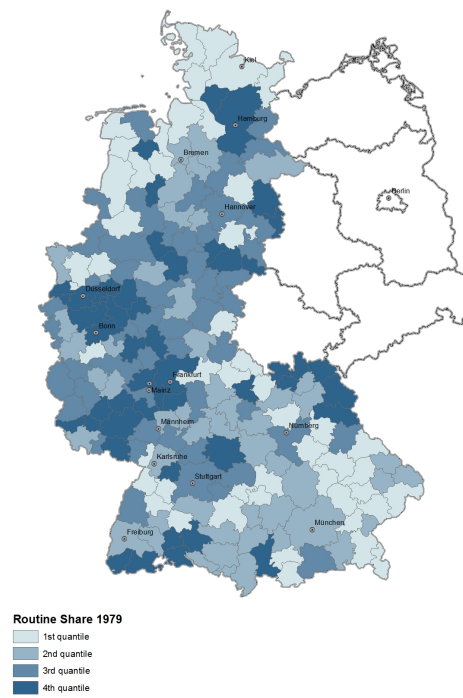 Kiel
Hamburg
Bremen
Berlin
Hannover
Düsseldorf
Bonn
Frankfurt
Mainz
Mannheim
Nürnberg
Karlsruhe
Stuttgart
München
Freiburg
Routine Share 1979
1st quantile
2nd quantile
3rd quantile
4th quantile